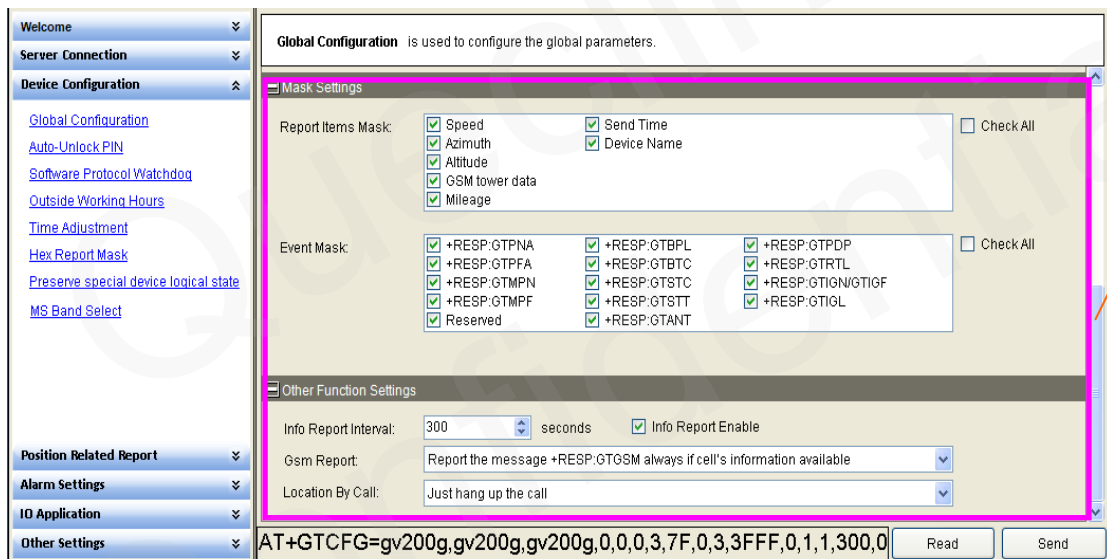 Welcome
Server Connection
Device Configuration
Global Configuration
Auto-Unlock PIN
Software Protocol Watchdog
Outside Working Hours
Time Adjustment
Hex Report Mask
Preserve special device logical state
MS Band Select
Position Related Report
Alarm Settings
IO Application
Other Settings
Global Configuration is used to configure the global parameters.
Mask Settings
Report Items Mask: Speed Send Time Check All
Azimuth Device Name
Altitude
GSM tower data
Mileage
Event Mask: +RESP:GTPNA +RESP:GTBPL +RESP:GTPDP Check All
+RESP:GTPFA +RESP:GTBTC +RESP:GTRTL
+RESP:GTMPN +RESP:GTSTC +RESP:GTIGN/GTIGF
+RESP:GTMPF +RESP:GTSTT +RESP:GTIGL
Reserved +RESP:GTANT
Other Function Settings
Info Report Interval: 300 seconds Info Report Enable
Gsm Report: Report the message +RESP:GTGSM always if cell's information available
Location By Call: Just hang up the call
AT+GTCFG=gv200g,gv200g,gv200g,0,0,0,3,7F,0,3,3FFF,0,1,1,300,0 Read Send